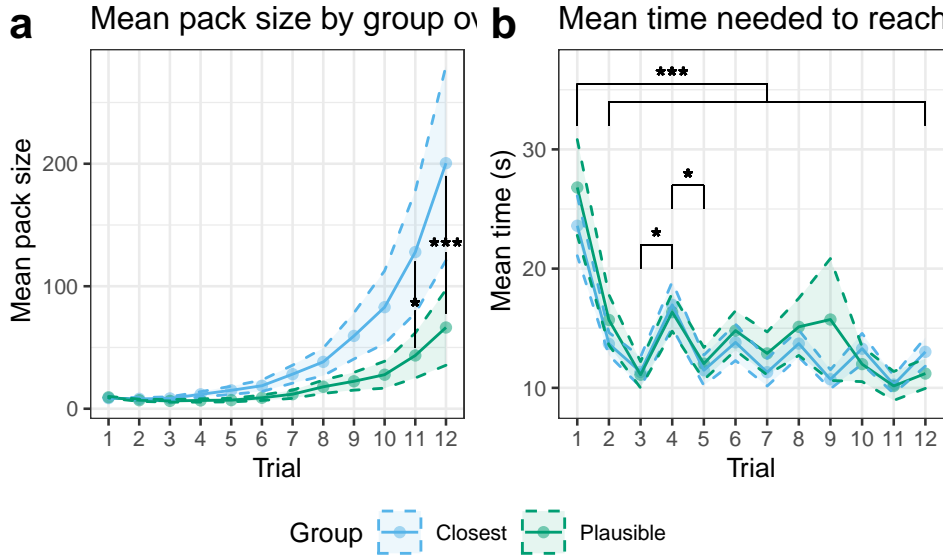 a
Mean pack size by group ov
b
Mean time needed to reach
Mean pack size
200
100
0
*
***
1 2 3 4 5 6 7 8 9 10 11 12
Trial
Mean time (s)
30
20
10
***
*
*
1 2 3 4 5 6 7 8 9 10 11 12
Trial
Group Closest Plausible